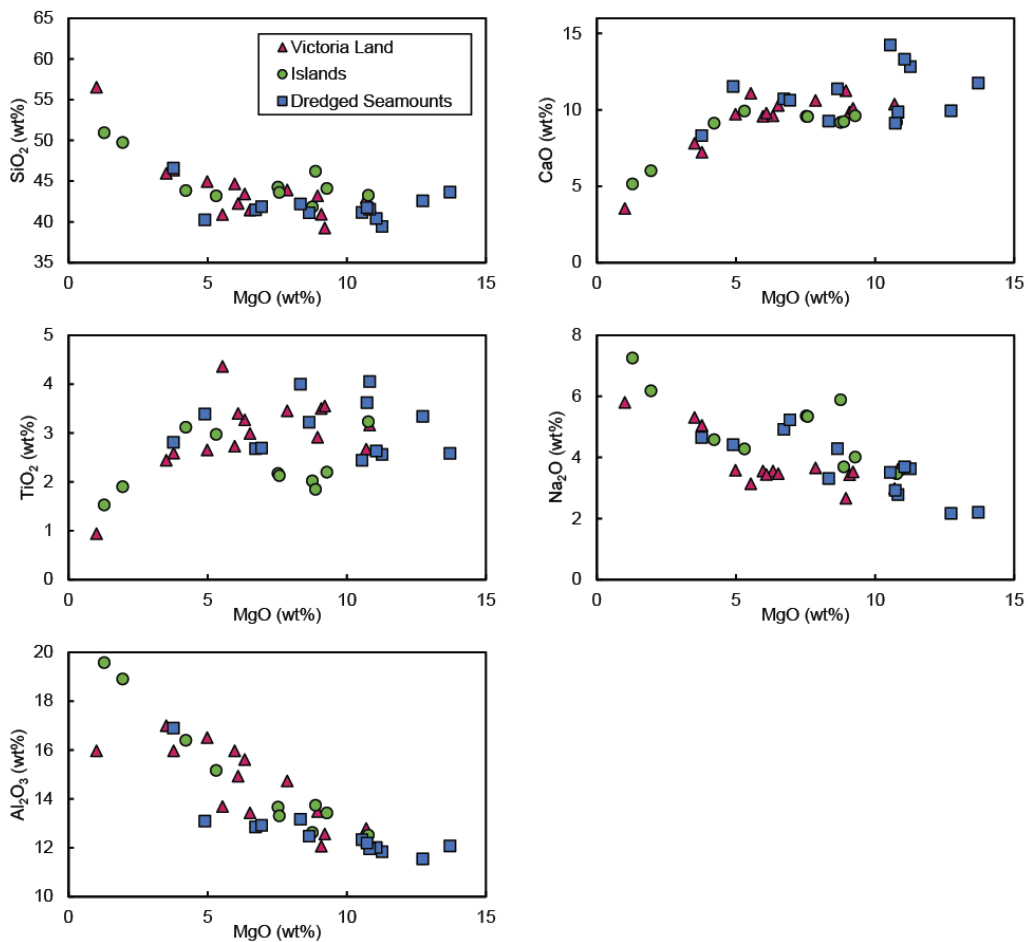 65
60
55
50
45
40
35
SiO₂ (wt%)
Victoria Land
Islands
Dredged Seamounts
0 5 10 15
MgO (wt%)
15
10
5
0
CaO (wt%)
0 5 10 15
MgO (wt%)
5
4
3
2
1
0
TiO₂ (wt%)
0 5 10 15
MgO (wt%)
8
6
4
2
0
Na₂O (wt%)
0 5 10 15
MgO (wt%)
20
18
16
14
12
10
Al₂O₃ (wt%)
0 5 10 15
MgO (wt%)